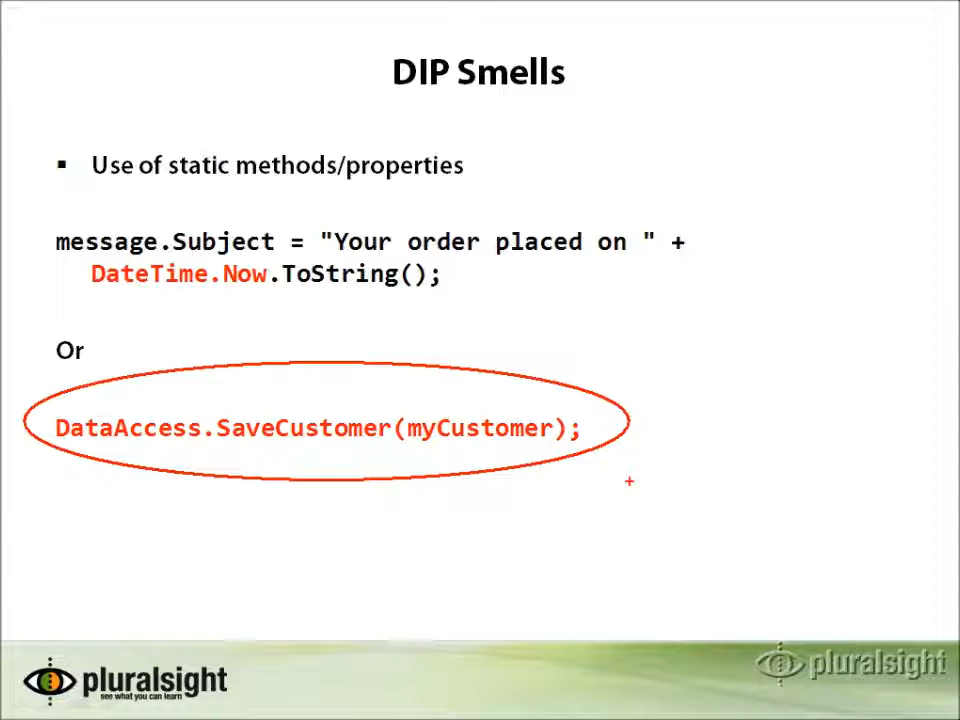 DIP Smells
▪ Use of static methods/properties
message.Subject = "Your order placed on " +
DateTime.Now.ToString();
Or
DataAccess.SaveCustomer(myCustomer);
pluralsight
see what you can learn
pluralsight